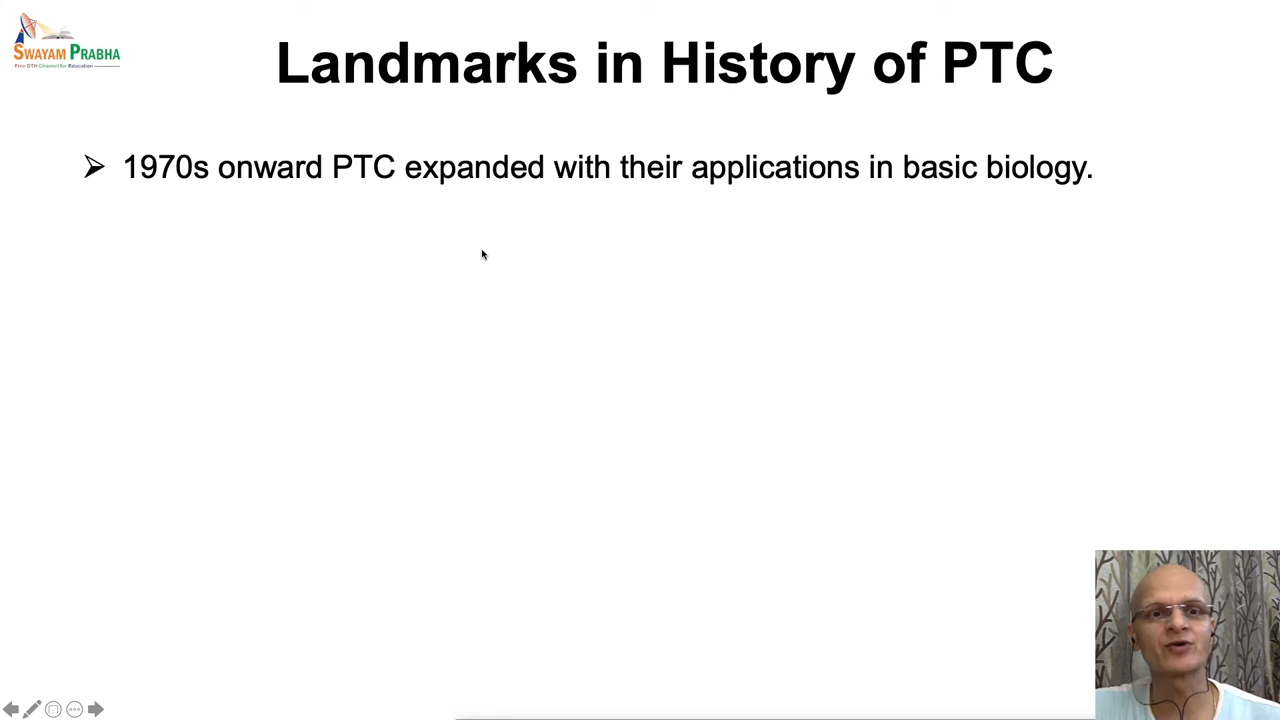 SWAYAM PRABHA
Free DTH Channel for Education
Landmarks in History of PTC
➢ 1970s onward PTC expanded with their applications in basic biology.